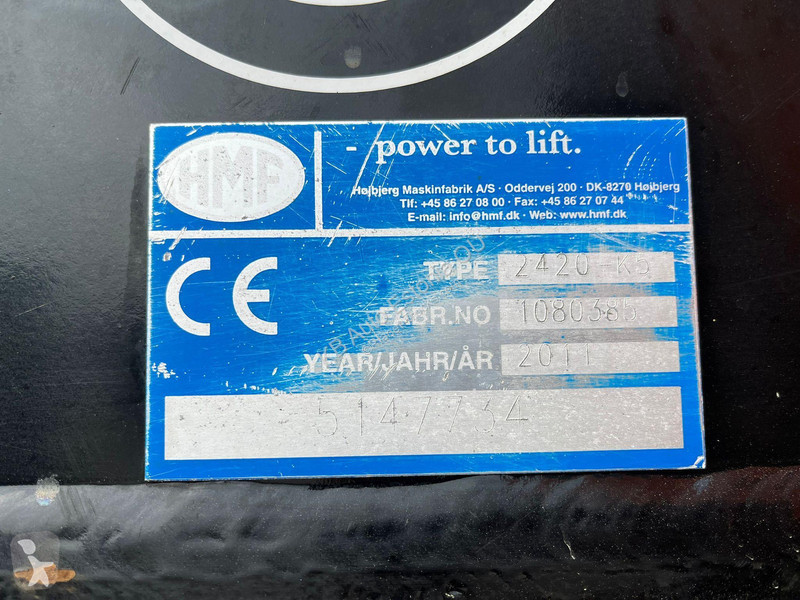 HMF
- power to lift.
Højbjerg Maskinfabrik A/S · Oddervej 200 · DK-8270 Højbjerg
Tlf: +45 86 27 08 00 · Fax: +45 86 27 07 44
E-mail: info@hmf.dk · Web: www.hmf.dk
CE
TYPE 2420-K5
FABR.NO 1080385
YEAR/JAHR/ÅR 2011
5147734